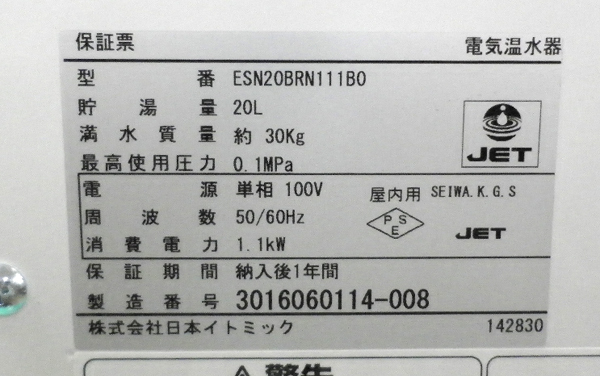 保証票 電気温水器
型番 ESN20BRN111B0
貯湯量 20L
満水質量 約 30Kg
JET
最高使用圧力 0.1MPa
電源 単相 100V 屋内用 SEIWA.K.G.S
周波数 50/60Hz PSE JET
消費電力 1.1kW
保証期間 納入後1年間
製造番号 3016060114-008
株式会社日本イトミック 142830
警告